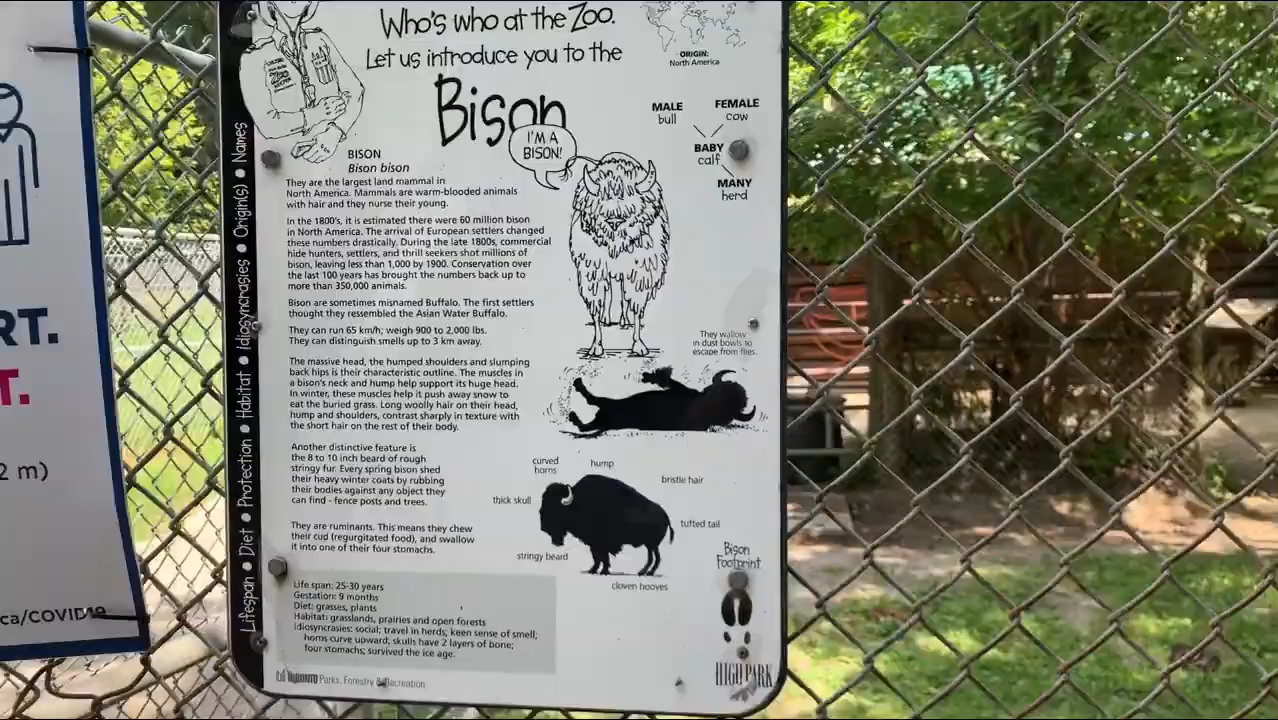 Who's who at the Zoo.
Let us introduce you to the
Bison
I'M A
BISON!
ORIGIN:
North America
MALE
bull
FEMALE
cow
BABY
calf
MANY
herd
Names
Origin(s)
Idiosyncrasies
Habitat
Protection
Diet
Lifespan
BISON
Bison bison
They are the largest land mammal in
North America. Mammals are warm-blooded animals
with hair and they nurse their young.
In the 1800's, it is estimated there were 60 million bison
in North America. The arrival of European settlers changed
these numbers drastically. During the late 1800s, commercial
hide hunters, settlers, and thrill seekers shot millions of
bison, leaving less than 1,000 by 1900. Conservation over
the last 100 years has brought the numbers back up to
more than 350,000 animals.
Bison are sometimes misnamed Buffalo. The first settlers
thought they ressembled the Asian Water Buffalo.
They can run 65 km/h; weigh 900 to 2,000 lbs.
They can distinguish smells up to 3 km away.
The massive head, the humped shoulders and slumping
back hips is their characteristic outline. The muscles in
a bison's neck and hump help support its huge head.
In winter, these muscles help it push away snow to
eat the buried grass. Long woolly hair on their head,
hump and shoulders, contrast sharply in texture with
the short hair on the rest of their body.
Another distinctive feature is
the 8 to 10 inch beard of rough
stringy fur. Every spring bison shed
their heavy winter coats by rubbing
their bodies against any object they
can find - fence posts and trees.
They are ruminants. This means they chew
their cud (regurgitated food), and swallow
it into one of their four stomachs.
They wallow
in dust bowls to
escape from flies.
curved
horns
hump
bristle hair
thick skull
tufted tail
stringy beard
cloven hooves
Bison
Footprint
Life span: 25-30 years
Gestation: 9 months
Diet: grasses, plants
Habitat: grasslands, prairies and open forests
Idiosyncrasies: social; travel in herds; keen sense of smell;
horns curve upward; skulls have 2 layers of bone;
four stomachs; survived the ice age.
TORONTO Parks, Forestry & Recreation
HIGH PARK
RT.
T.
2 m)
ca/COVID19